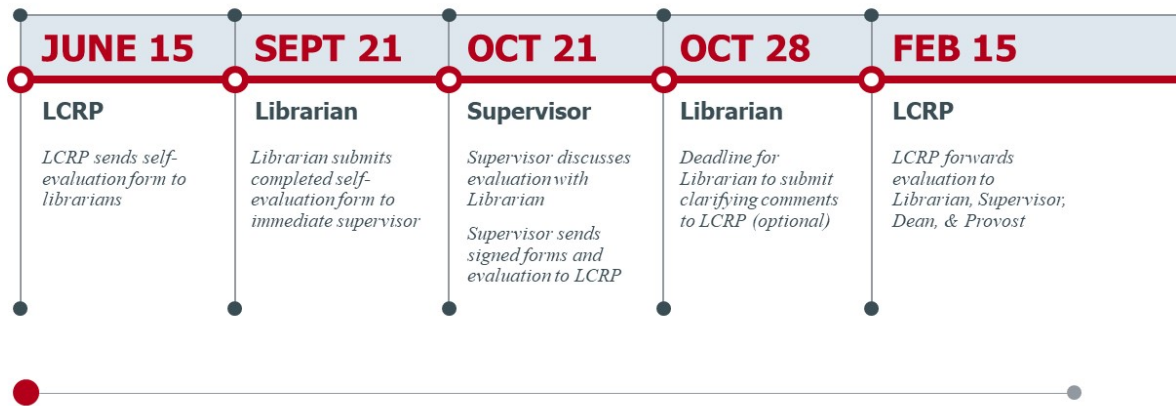 JUNE 15
SEPT 21
OCT 21
OCT 28
FEB 15
LCRP
LCRP sends self-
evaluation form to
librarians
Librarian
Librarian submits
completed self-
evaluation form to
immediate supervisor
Supervisor
Supervisor discusses
evaluation with
Librarian
Supervisor sends
signed forms and
evaluation to LCRP
Librarian
Deadline for
Librarian to submit
clarifying comments
to LCRP (optional)
LCRP
LCRP forwards
evaluation to
Librarian, Supervisor,
Dean, & Provost